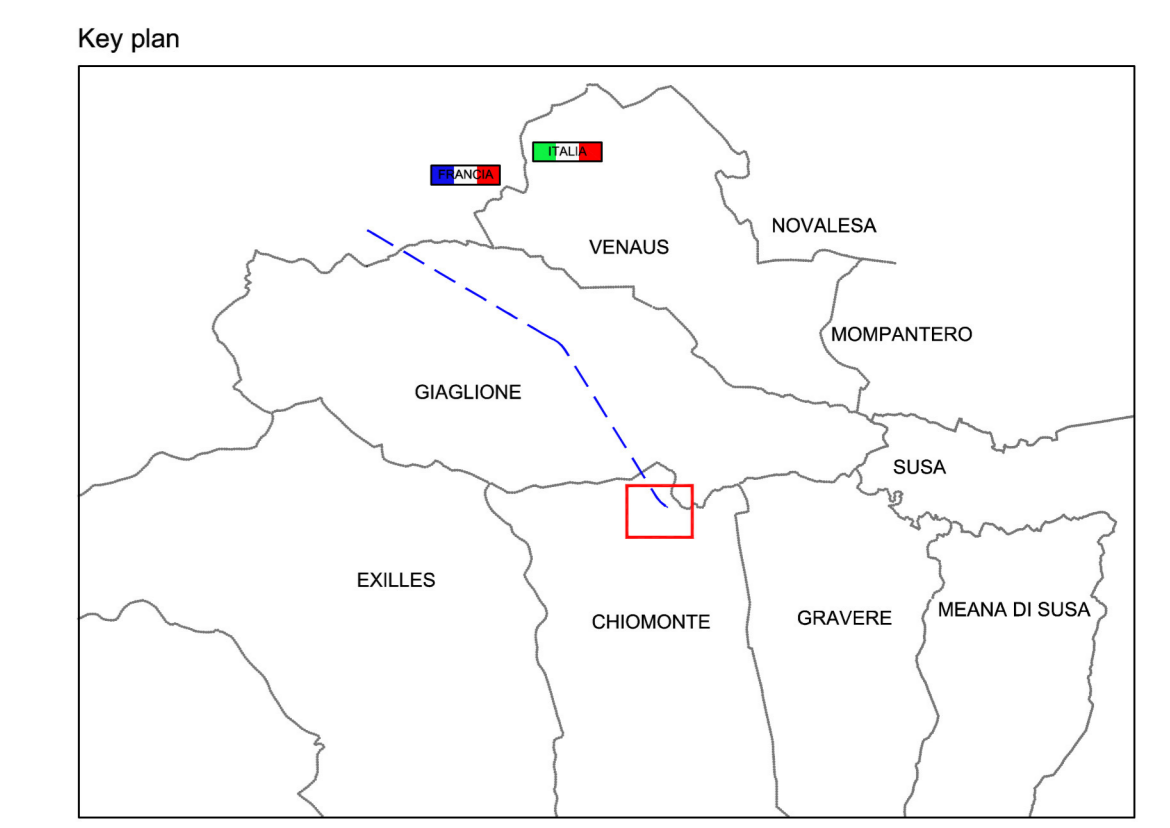 Key plan
ITALIA
FRANCIA
NOVALESA
VENAUS
MOMPANTERO
GIAGLIONE
SUSA
EXILLES
MEANA DI SUSA
GRAVERE
CHIOMONTE